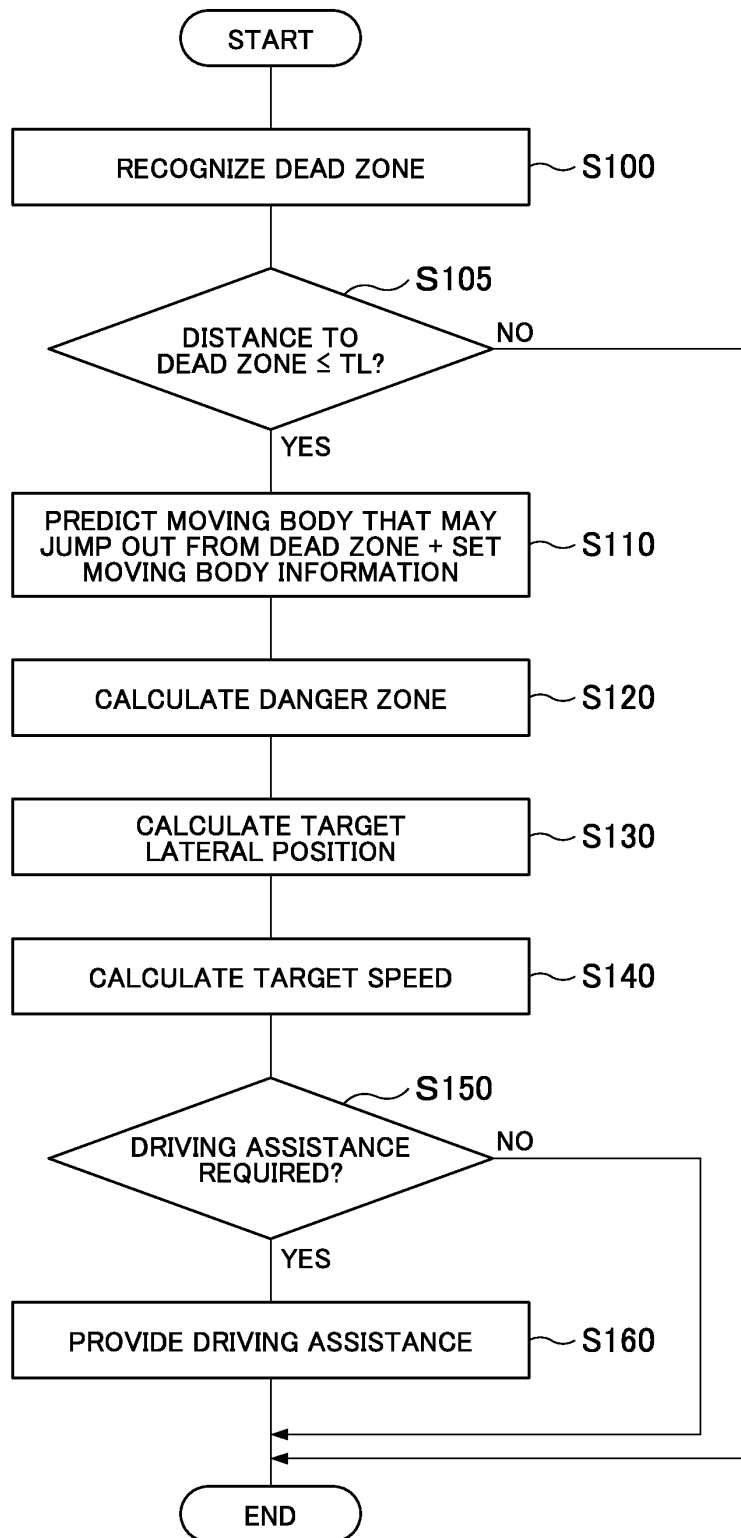 START
RECOGNIZE DEAD ZONE
S100
S105
DISTANCE TO
DEAD ZONE ≤ TL?
NO
YES
PREDICT MOVING BODY THAT MAY
JUMP OUT FROM DEAD ZONE + SET
MOVING BODY INFORMATION
S110
CALCULATE DANGER ZONE
S120
CALCULATE TARGET
LATERAL POSITION
S130
CALCULATE TARGET SPEED
S140
S150
DRIVING ASSISTANCE
REQUIRED?
NO
YES
PROVIDE DRIVING ASSISTANCE
S160
END